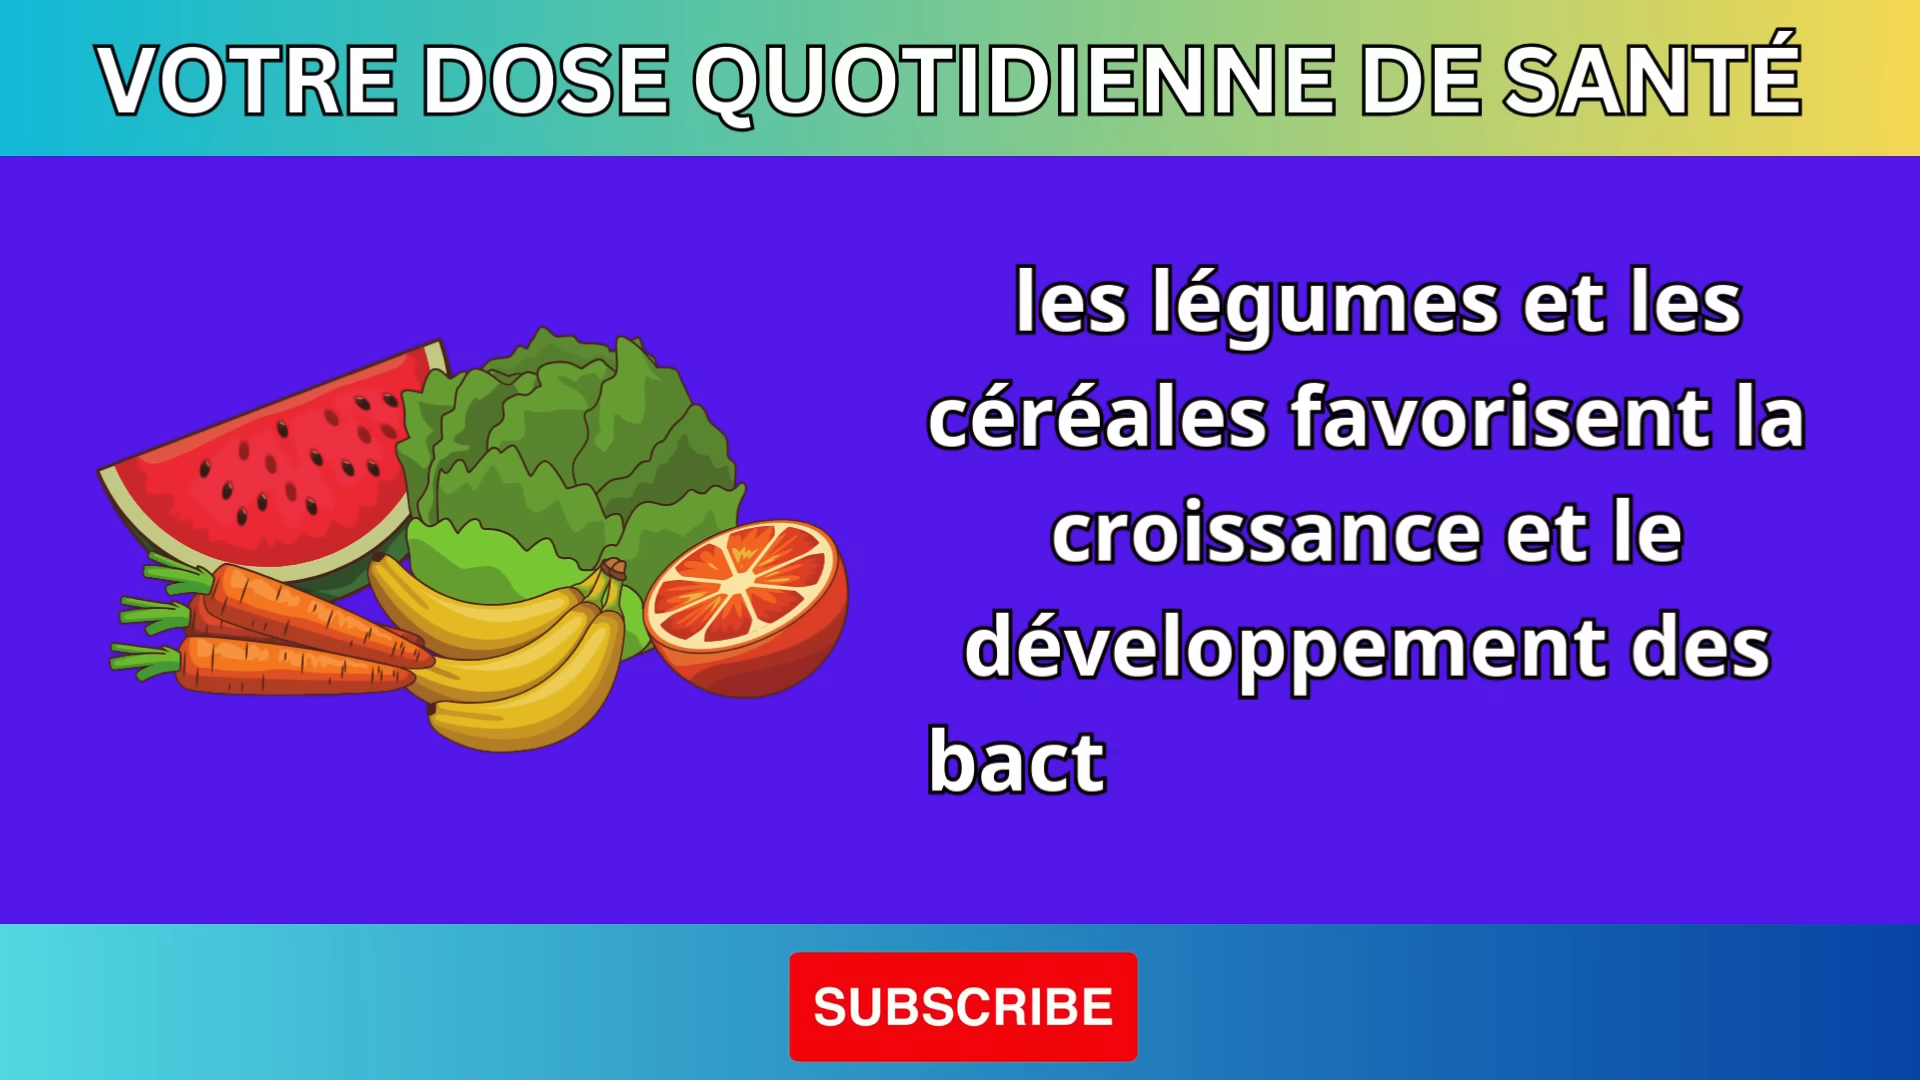 VOTRE DOSE QUOTIDIENNE DE SANTÉ
les légumes et les
céréales favorisent la
croissance et le
développement des
bact
SUBSCRIBE